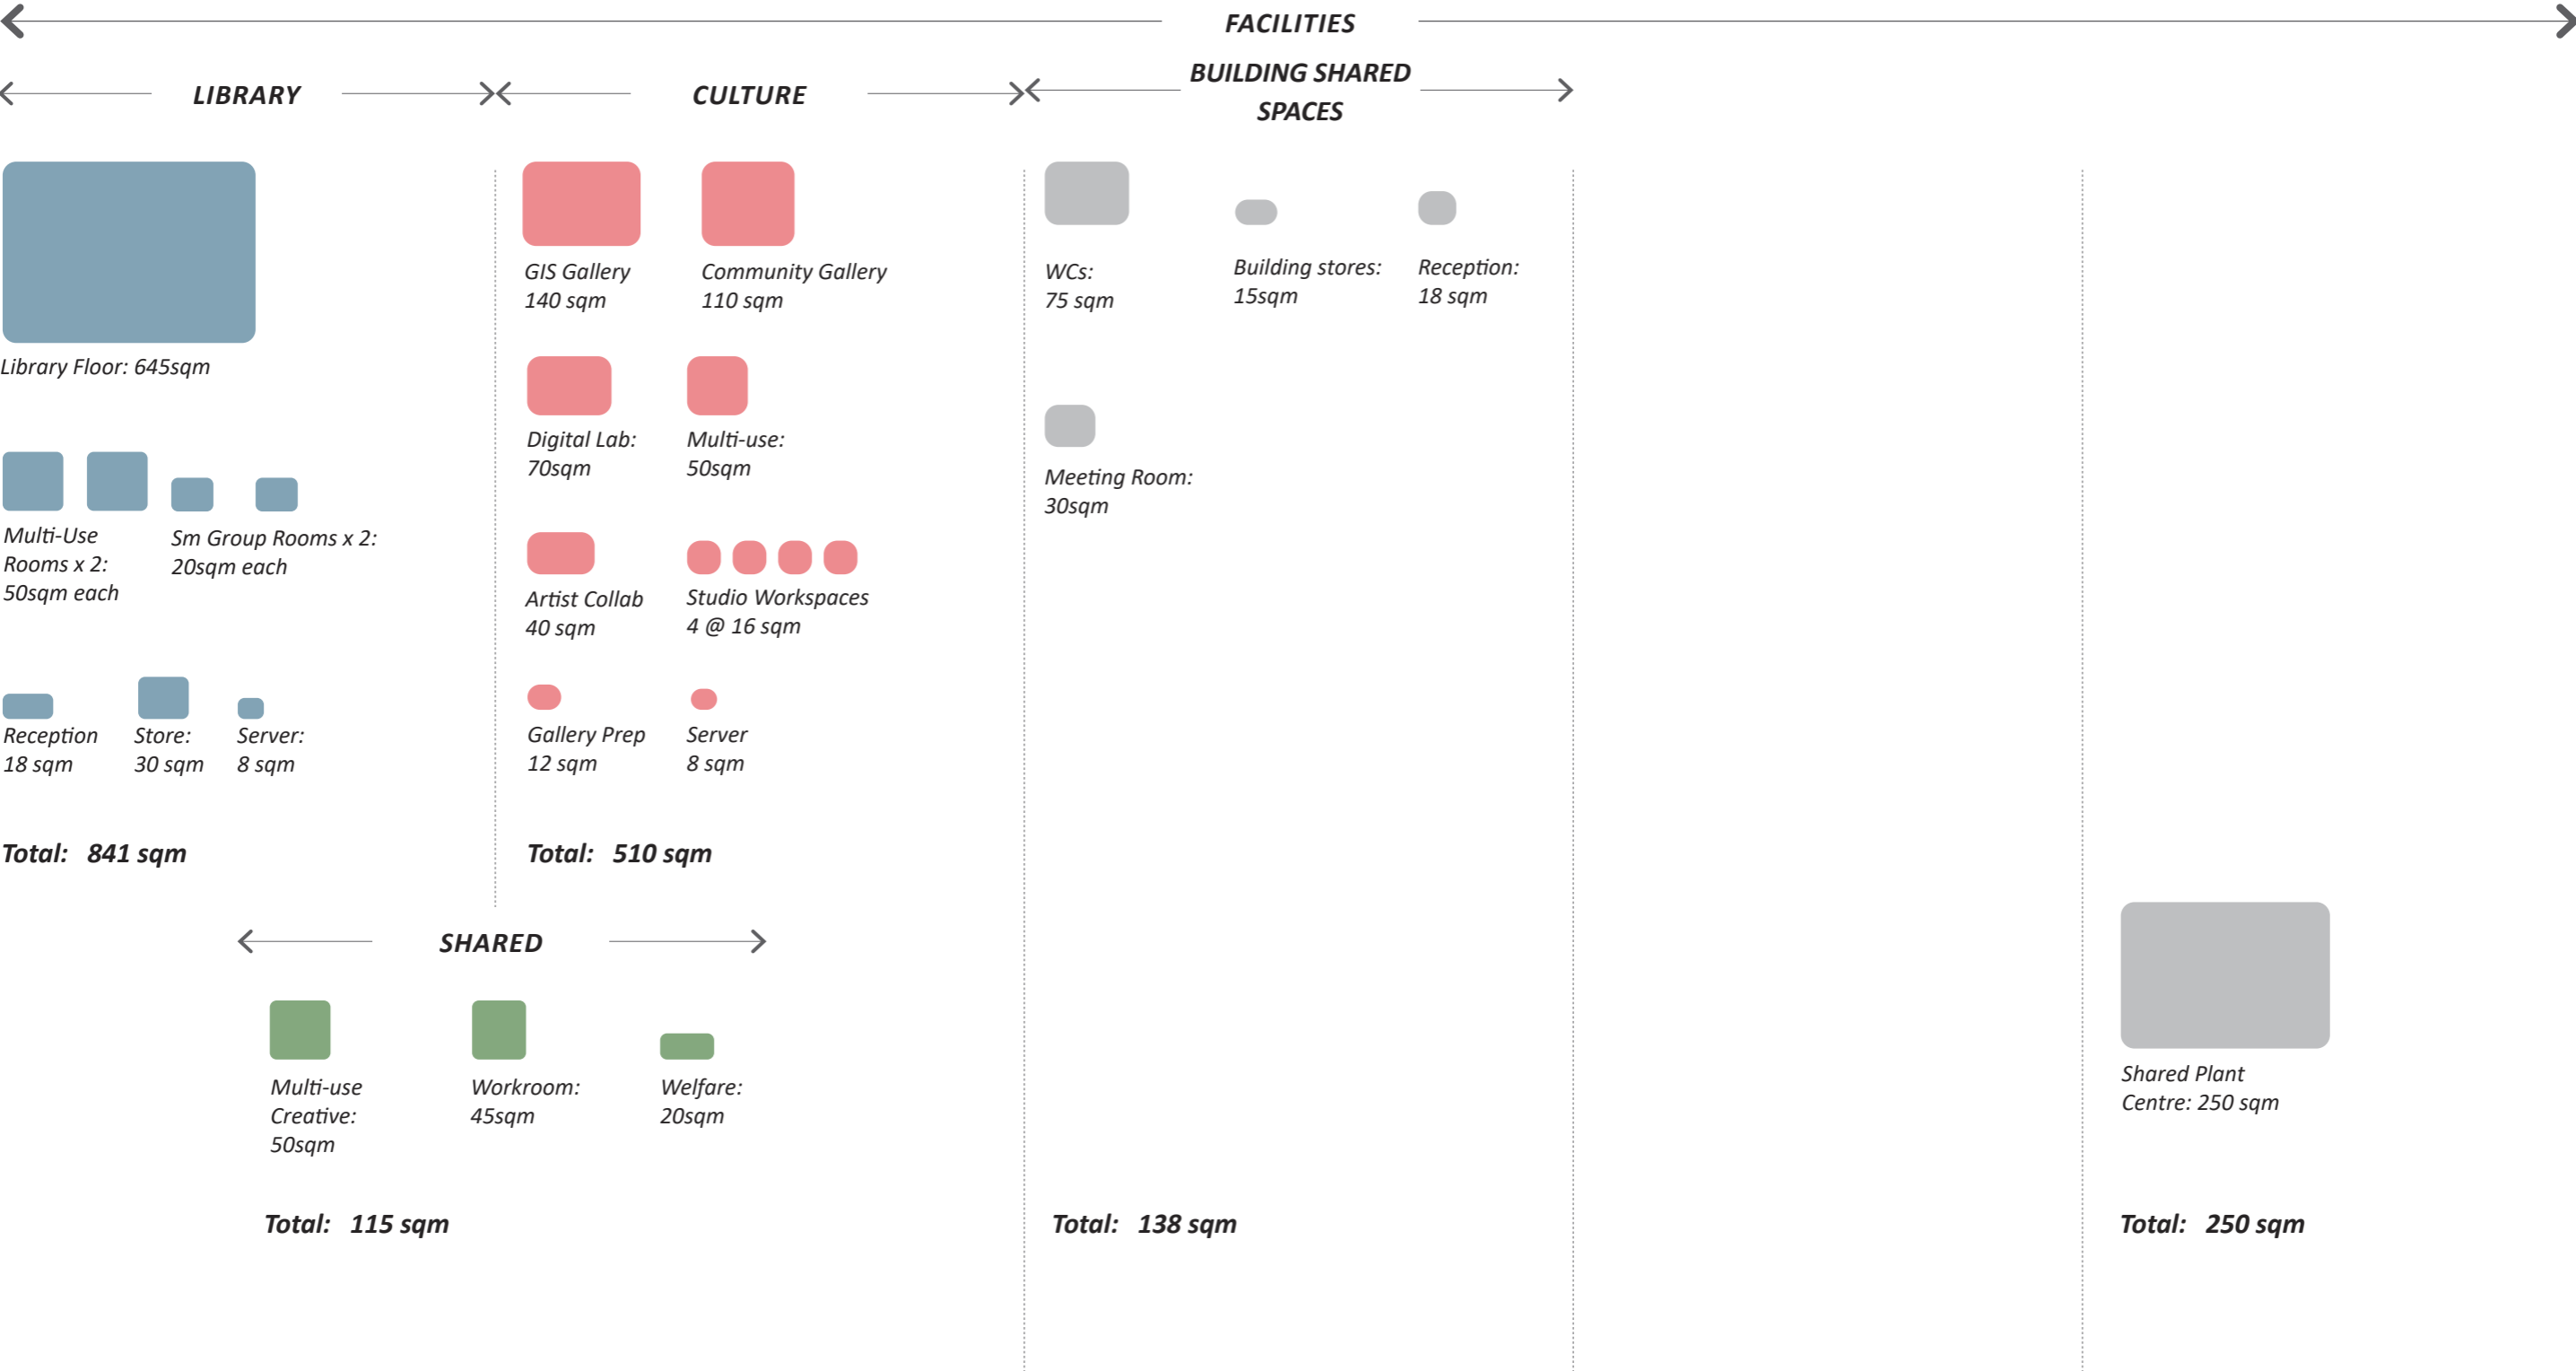 FACILITIES
LIBRARY
CULTURE
BUILDING SHARED
SPACES
Library Floor: 645sqm
Multi-Use
Rooms x 2:
50sqm each
Sm Group Rooms x 2:
20sqm each
Reception
18 sqm
Store:
30 sqm
Server:
8 sqm
Total: 841 sqm
GIS Gallery
140 sqm
Community Gallery
110 sqm
Digital Lab:
70sqm
Multi-use:
50sqm
Artist Collab
40 sqm
Studio Workspaces
4 @ 16 sqm
Gallery Prep
12 sqm
Server
8 sqm
Total: 510 sqm
SHARED
Multi-use
Creative:
50sqm
Workroom:
45sqm
Welfare:
20sqm
Total: 115 sqm
WCs:
75 sqm
Building stores:
15sqm
Reception:
18 sqm
Meeting Room:
30sqm
Total: 138 sqm
Shared Plant
Centre: 250 sqm
Total: 250 sqm